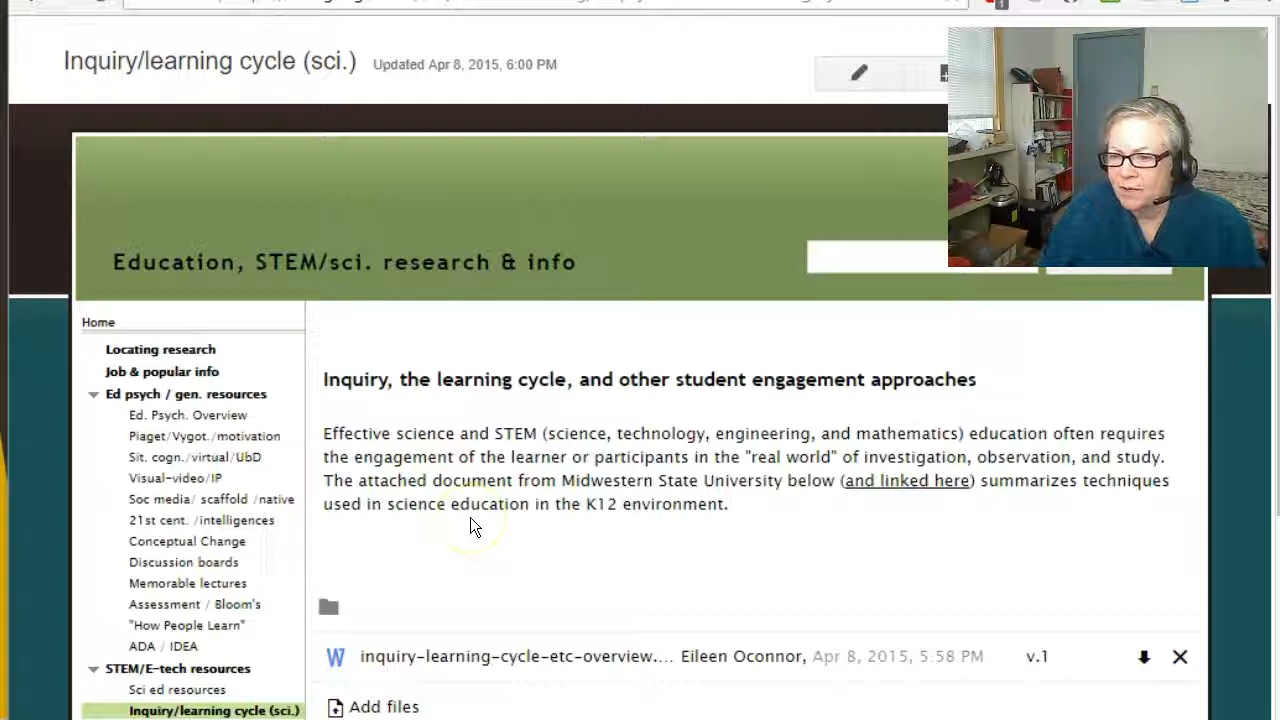 Inquiry/learning cycle (sci.) Updated Apr 8, 2015, 6:00 PM
Education, STEM/sci. research & info
Home
Locating research
Job & popular info
Ed psych / gen. resources
Ed. Psych. Overview
Piaget/Vygot./motivation
Sit. cogn./virtual/UbD
Visual-video/IP
Soc media/ scaffold /native
21st cent. /intelligences
Conceptual Change
Discussion boards
Memorable lectures
Assessment / Bloom's
"How People Learn"
ADA / IDEA
STEM/E-tech resources
Sci ed resources
Inquiry/learning cycle (sci.)
Inquiry, the learning cycle, and other student engagement approaches
Effective science and STEM (science, technology, engineering, and mathematics) education often requires
the engagement of the learner or participants in the "real world" of investigation, observation, and study.
The attached document from Midwestern State University below (and linked here) summarizes techniques
used in science education in the K12 environment.
W inquiry-learning-cycle-etc-overview.... Eileen Oconnor, Apr 8, 2015, 5:58 PM v.1
Add files